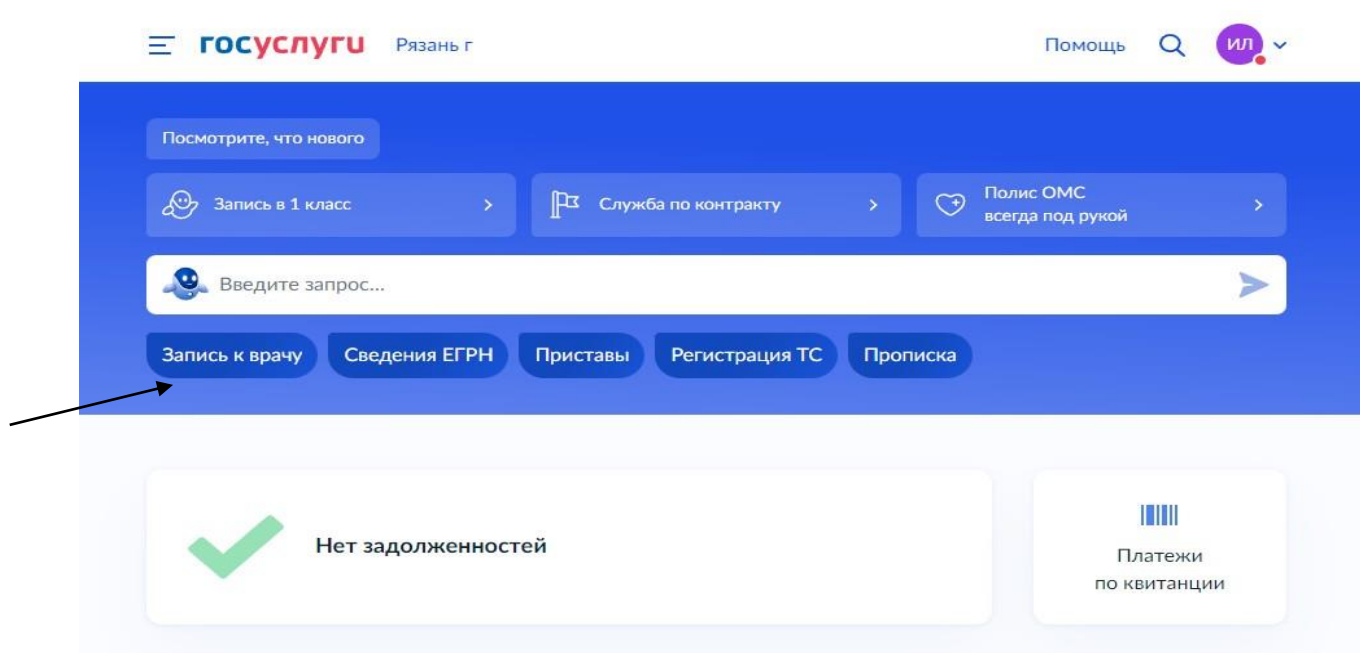 госуслуги Рязань г Помощь ИЛ
Посмотрите, что нового
Запись в 1 класс
Служба по контракту
Полис ОМС
всегда под рукой
Введите запрос...
Запись к врачу Сведения ЕГРН Приставы Регистрация ТС Прописка
Нет задолженностей
Платежи
по квитанции